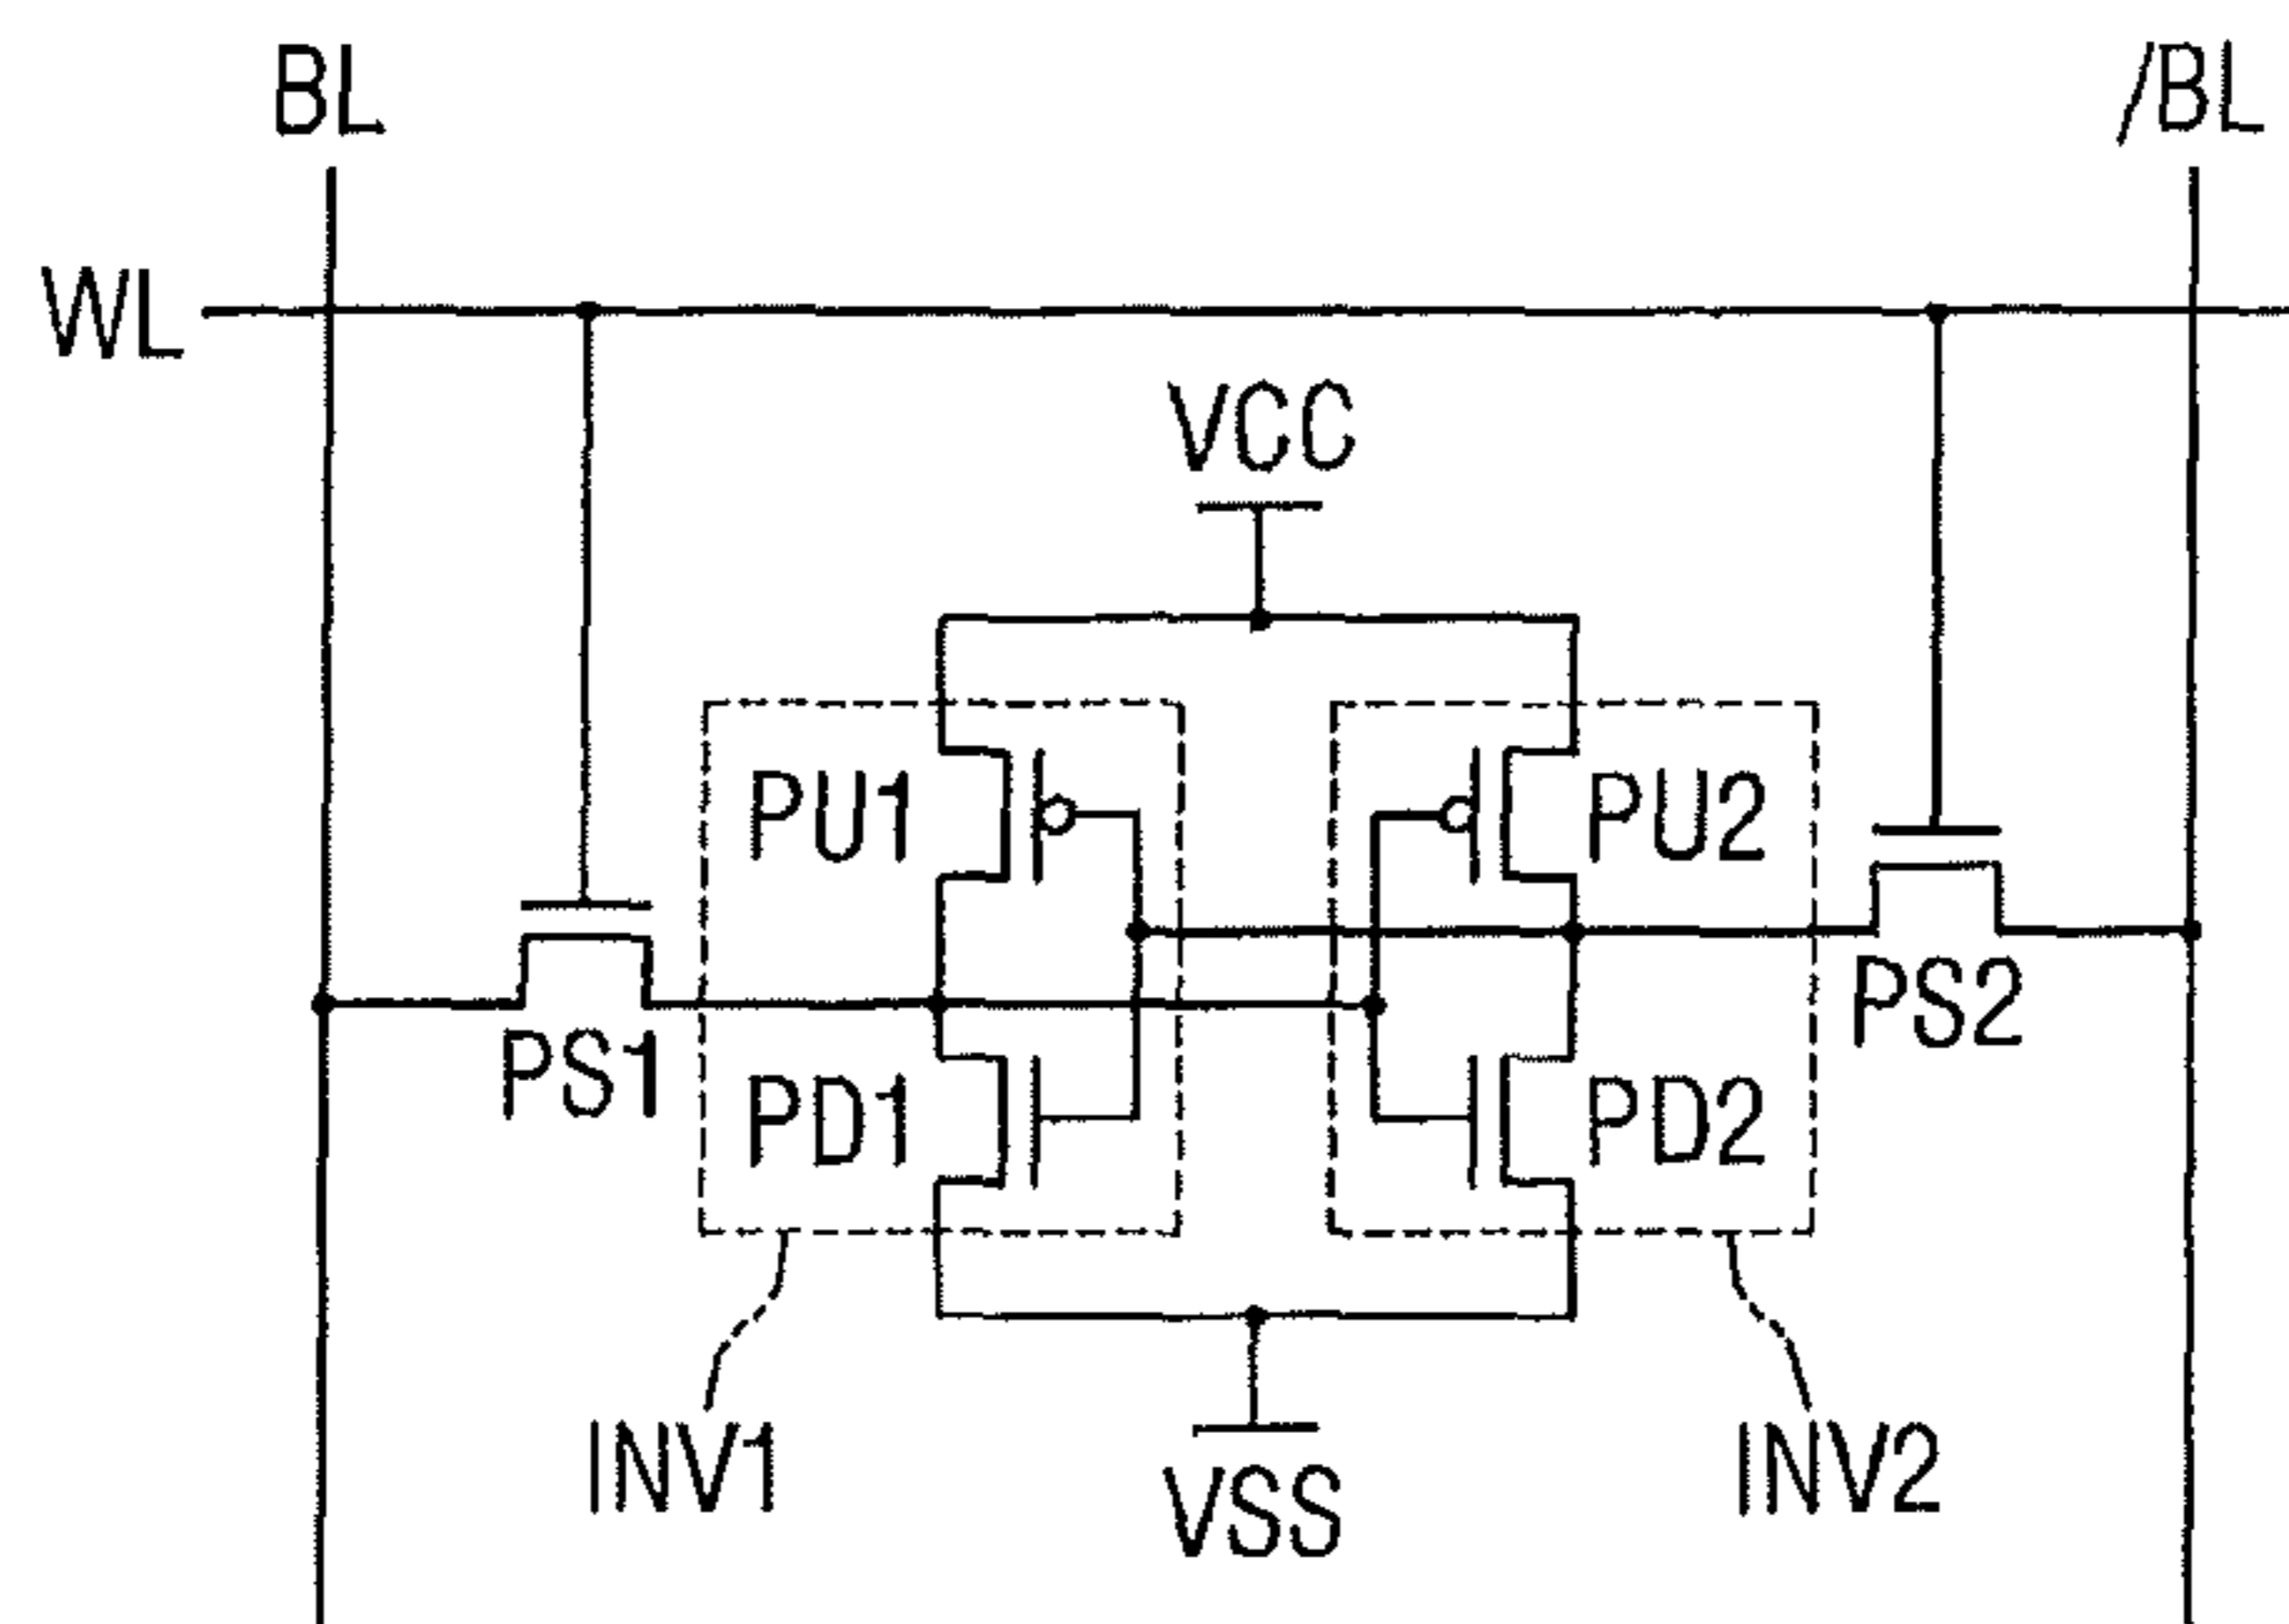 BL
/BL
WL
VCC
PU1
PU2
PS1
PS2
PD1
PD2
INV1
VSS
INV2